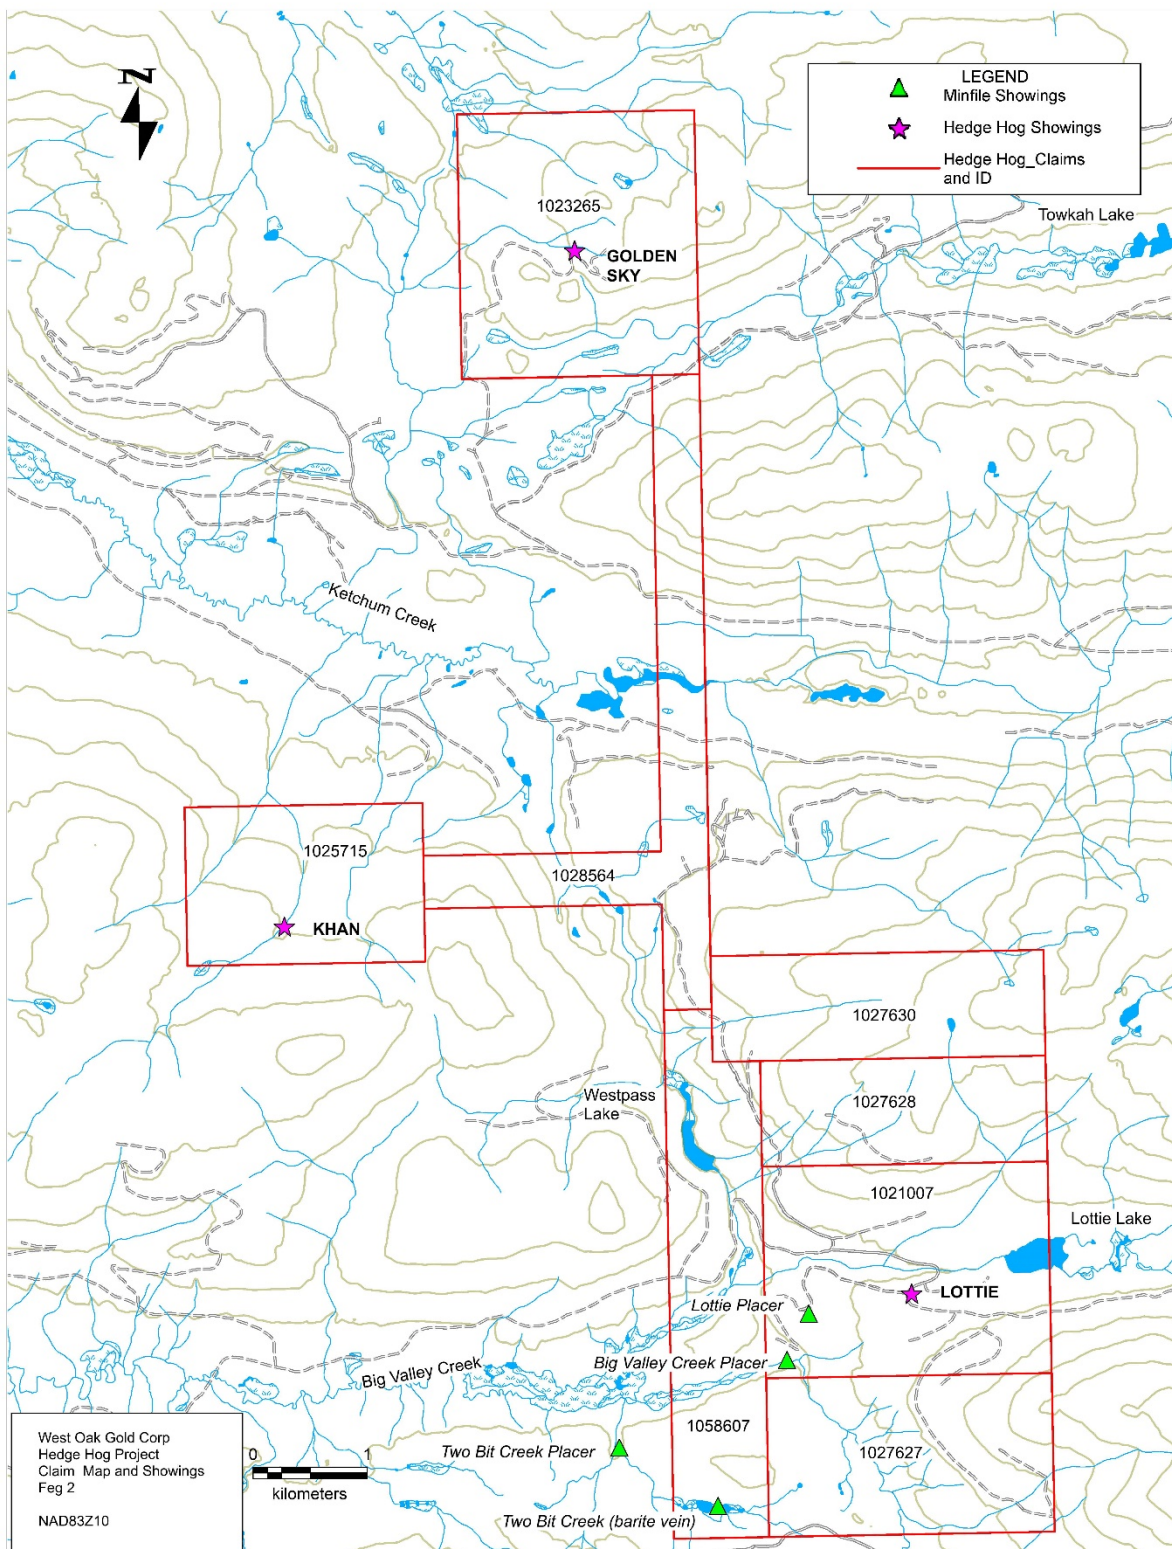 N
LEGEND
Minfile Showings
Hedge Hog Showings
Hedge Hog_Claims
and ID
Towkah Lake
1023265
GOLDEN
SKY
Ketchum Creek
1025715
1028564
KHAN
1027630
Westpass
Lake
1027628
1021007
Lottie Lake
LOTTIE
Lottie Placer
Big Valley Creek Placer
Big Valley Creek
1058607
Two Bit Creek Placer
1027627
Two Bit Creek (barite vein)
West Oak Gold Corp
Hedge Hog Project
Claim Map and Showings
Feg 2
NAD83Z10
0 1
kilometers